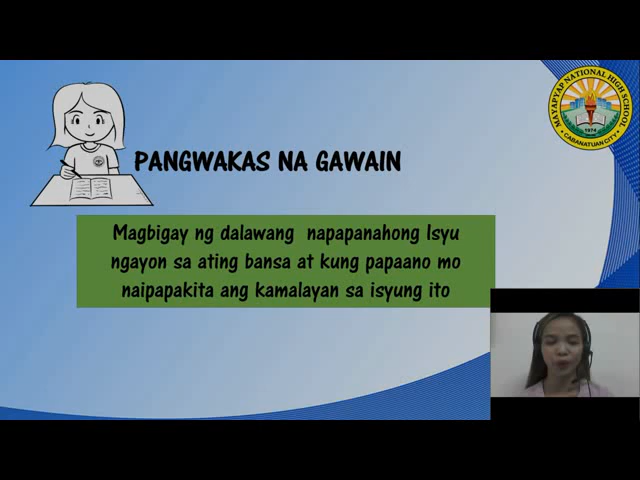 PANGWAKAS NA GAWAIN
Magbigay ng dalawang napapanahong Isyu
ngayon sa ating bansa at kung papaano mo
naipapakita ang kamalayan sa isyung ito
MAYAPYAP NATIONAL HIGH SCHOOL
1974
CABANATUAN CITY